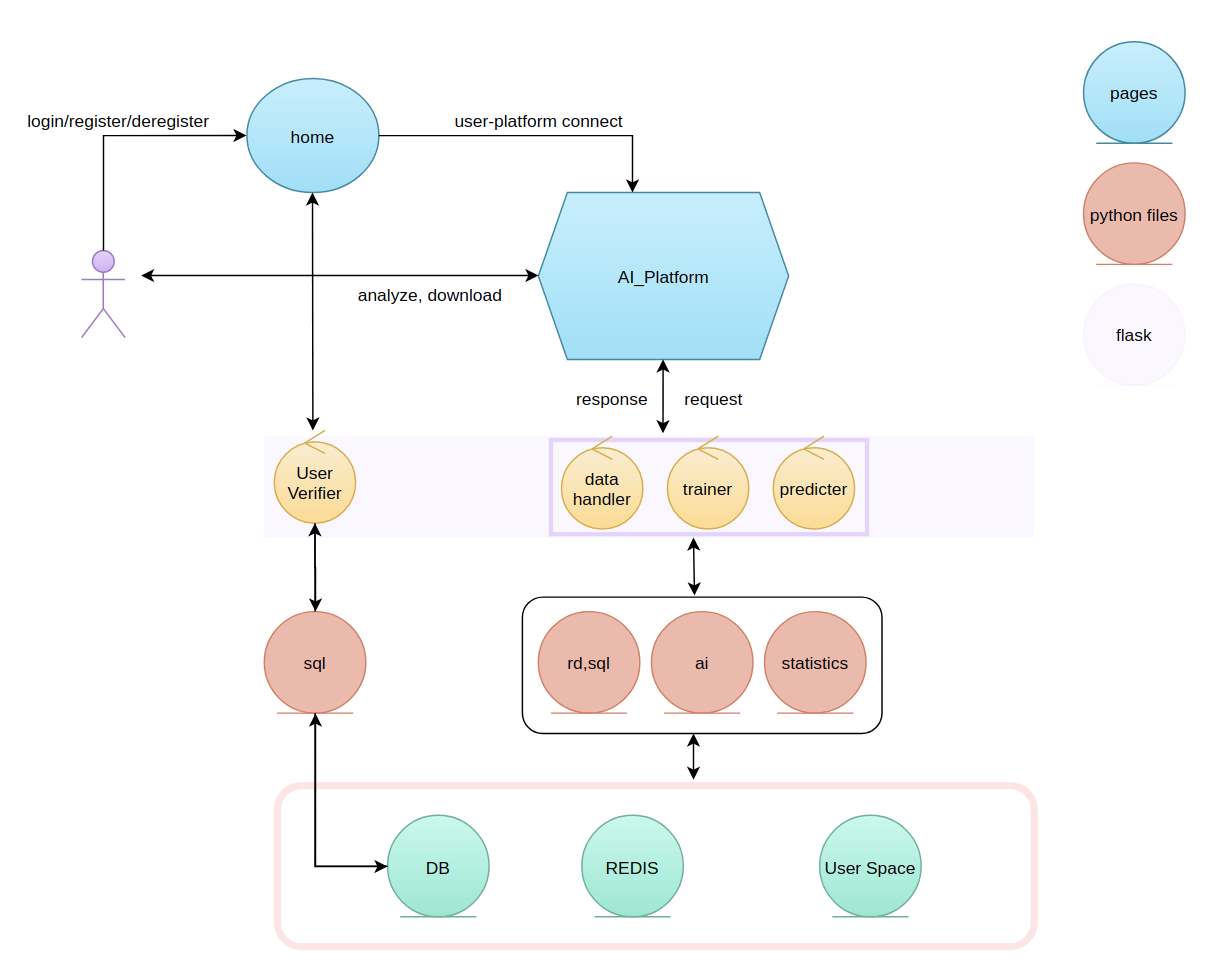 pages
login/register/deregister
user-platform connect
home
python files
AI_Platform
analyze, download
flask
response
request
User
Verifier
data
handler
trainer
predicter
sql
rd,sql
ai
statistics
DB
REDIS
User Space